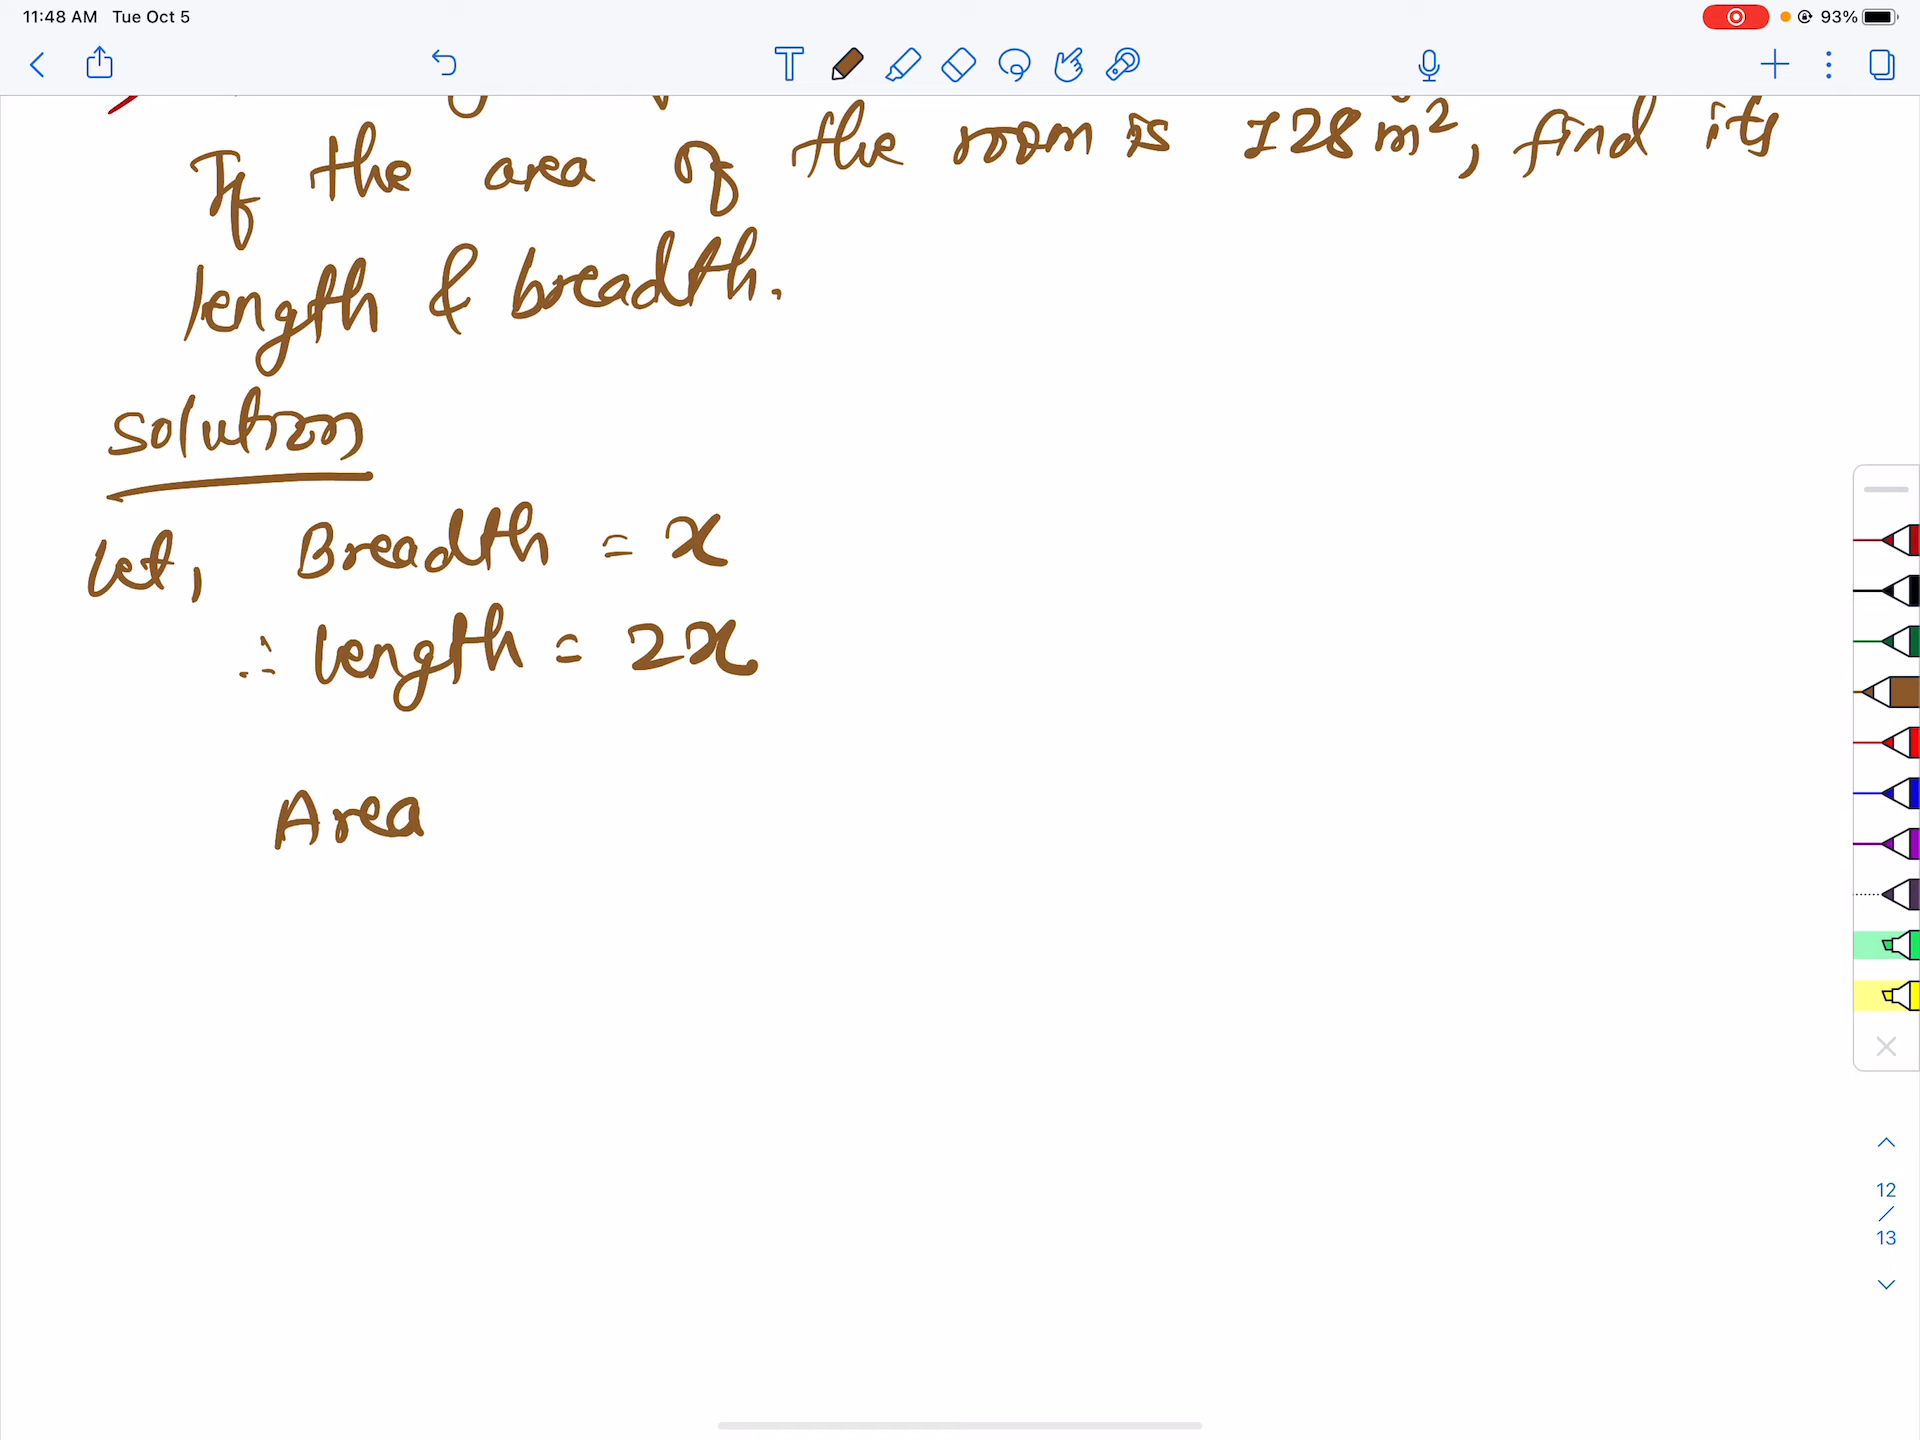 11:48 AM Tue Oct 5
93%
If the area of the room is 128 m², find its
length & breadth.
Solution
Let, Breadth = x
∴ Length = 2x
Area
12
/
13